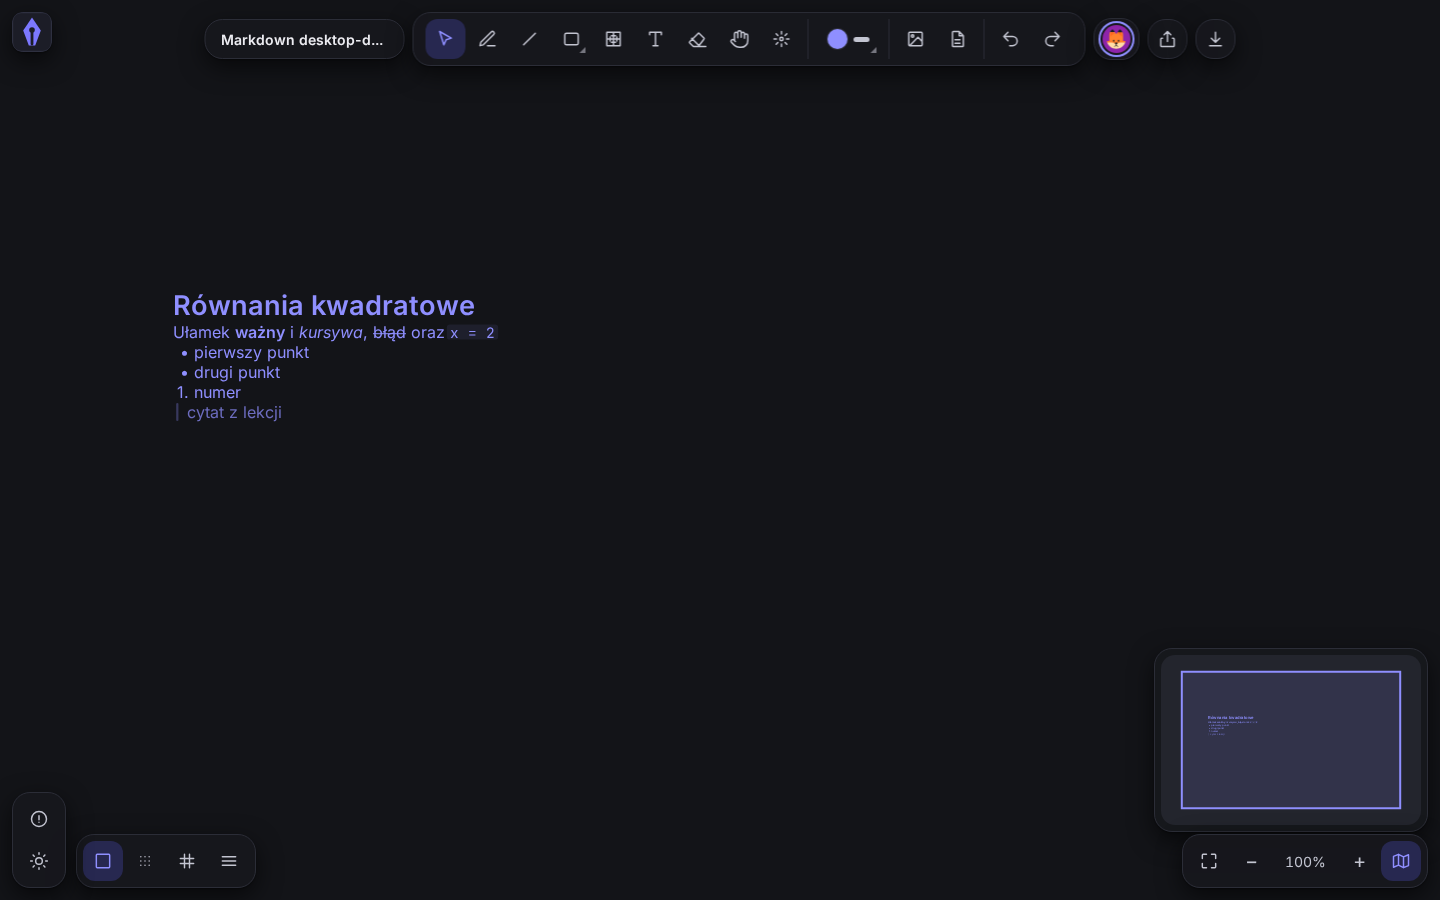 Markdown desktop-d...
Równania kwadratowe
Ułamek ważny i kursywa, błąd oraz x = 2
• pierwszy punkt
• drugi punkt
1. numer
cytat z lekcji
100%